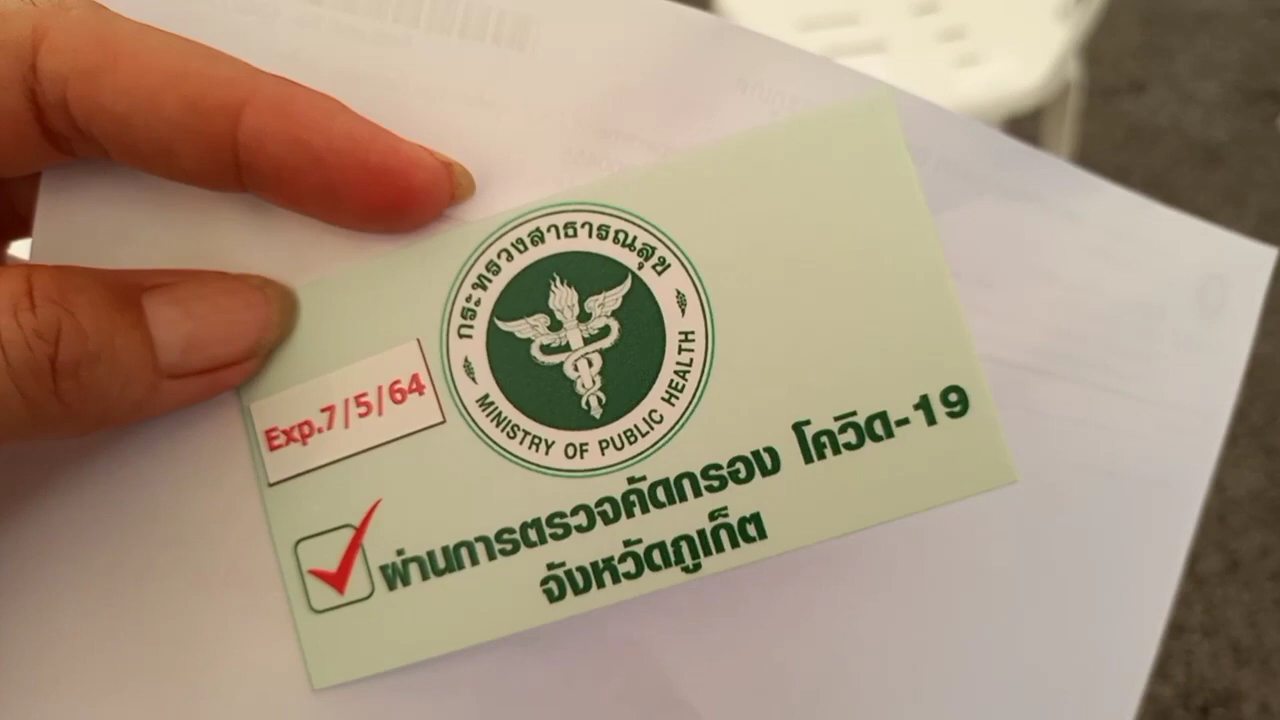 กระทรวงสาธารณสุข
MINISTRY OF PUBLIC HEALTH
Exp.7/5/64
ผ่านการตรวจคัดกรอง โควิด-19
จังหวัดภูเก็ต